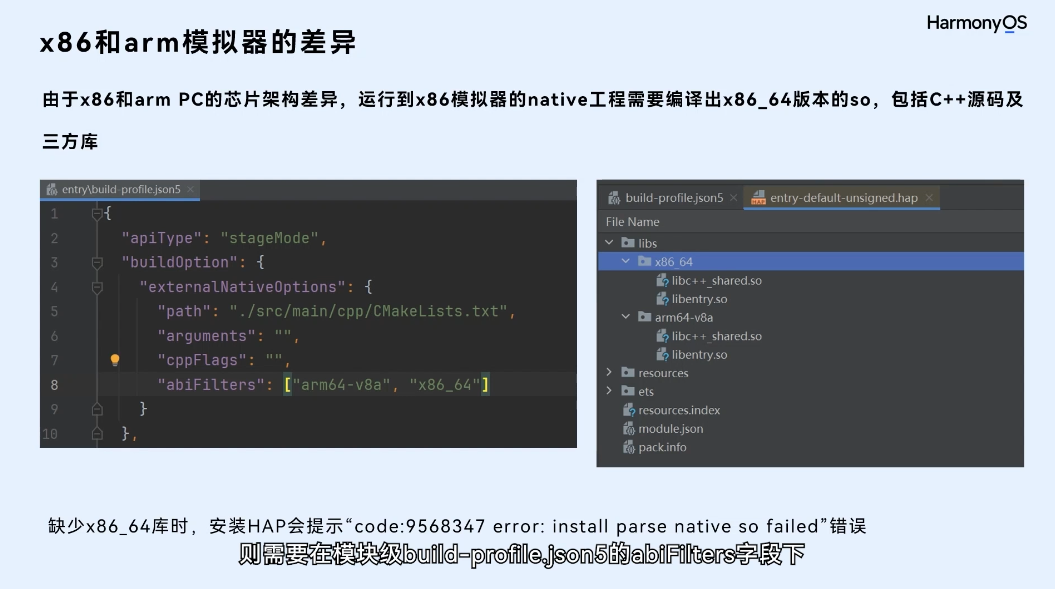 HarmonyOS
x86和arm模拟器的差异
由于x86和arm PC的芯片架构差异，运行到x86模拟器的native工程需要编译出x86_64版本的so，包括C++源码及
三方库
entry\build-profile.json5 ×
1 {
2 "apiType": "stageMode",
3 "buildOption": {
4 "externalNativeOptions": {
5 "path": "./src/main/cpp/CMakeLists.txt",
6 "arguments": "",
7 "cppFlags": "",
8 "abiFilters": ["arm64-v8a", "x86_64"]
9 }
10 },
build-profile.json5 × entry-default-unsigned.hap ×
File Name
libs
x86_64
libc++_shared.so
libentry.so
arm64-v8a
libc++_shared.so
libentry.so
resources
ets
resources.index
module.json
pack.info
缺少x86_64库时，安装HAP会提示“code:9568347 error: install parse native so failed”错误
则需要在模块级build-profile.json5的abiFilters字段下